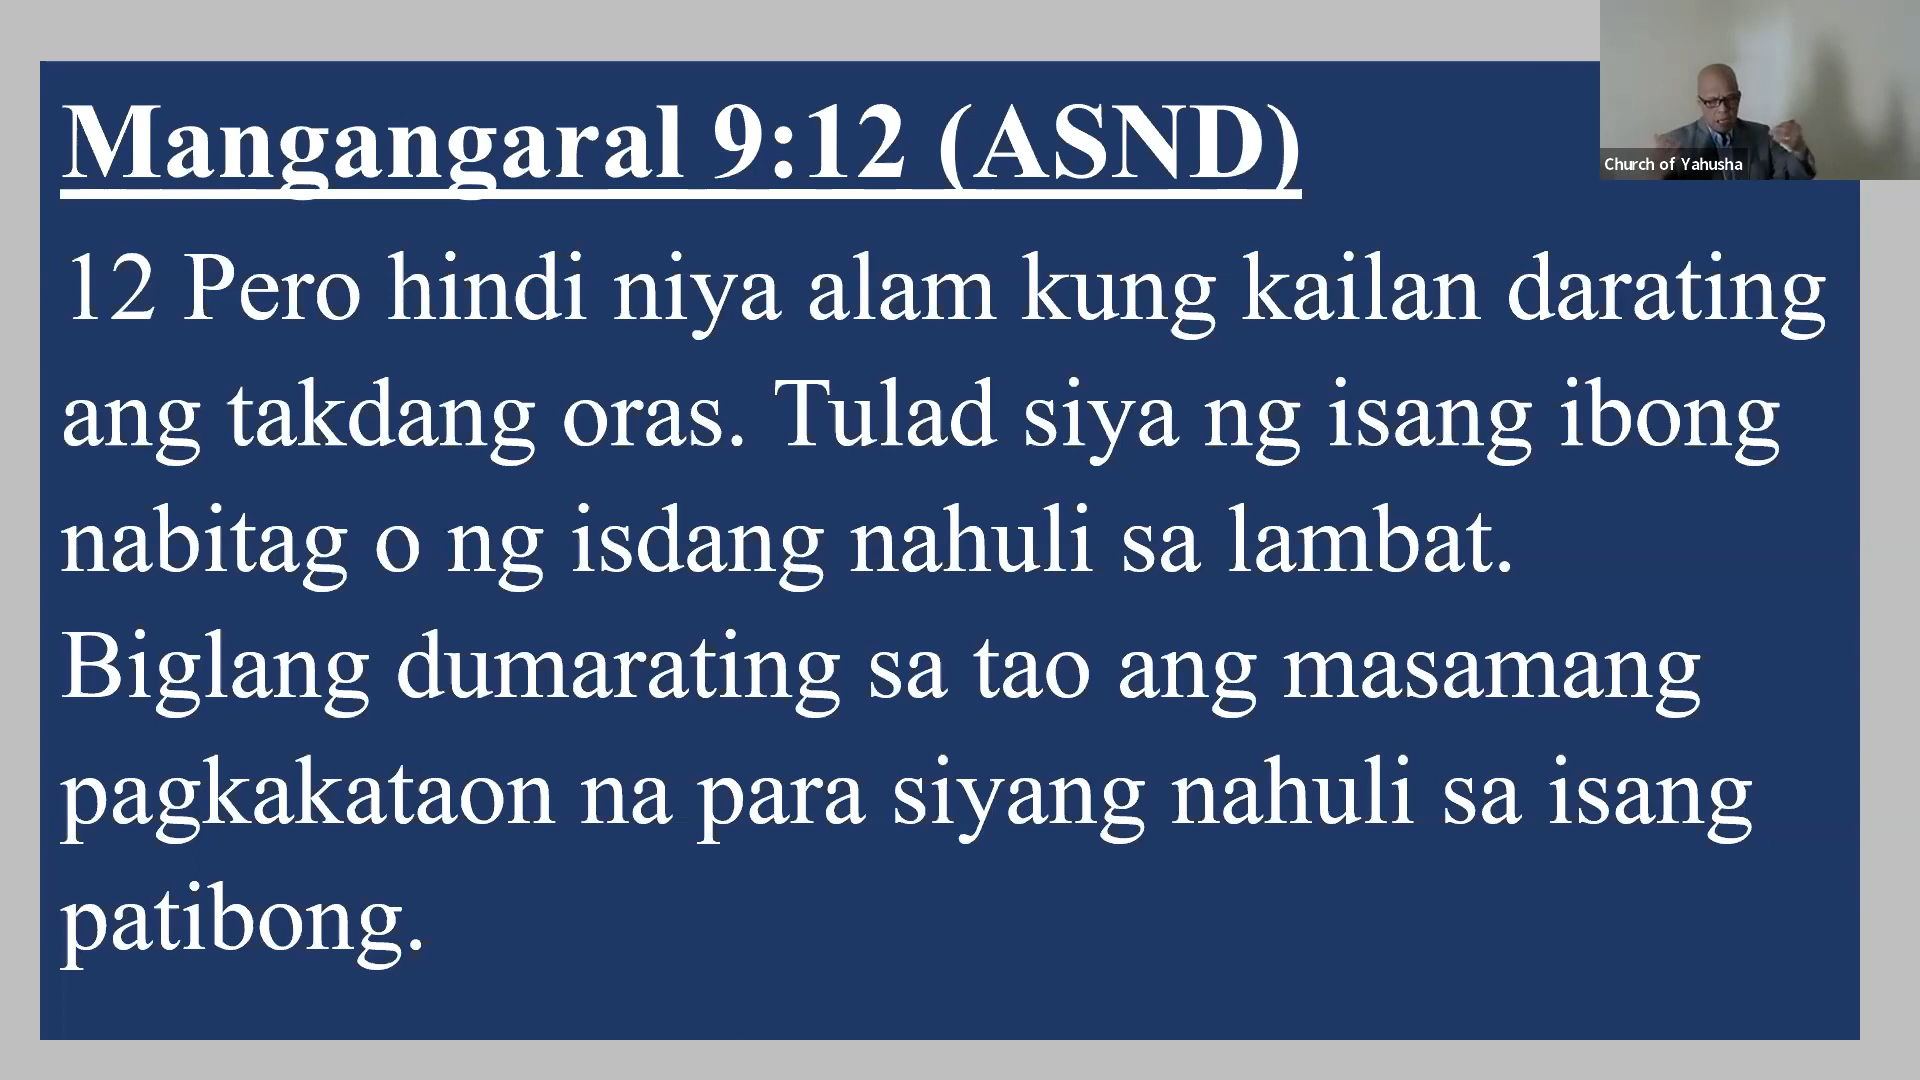 Mangangaral 9:12 (ASND)
12 Pero hindi niya alam kung kailan darating
ang takdang oras. Tulad siya ng isang ibong
nabitag o ng isdang nahuli sa lambat.
Biglang dumarating sa tao ang masamang
pagkakataon na para siyang nahuli sa isang
patibong.
Church of Yahusha